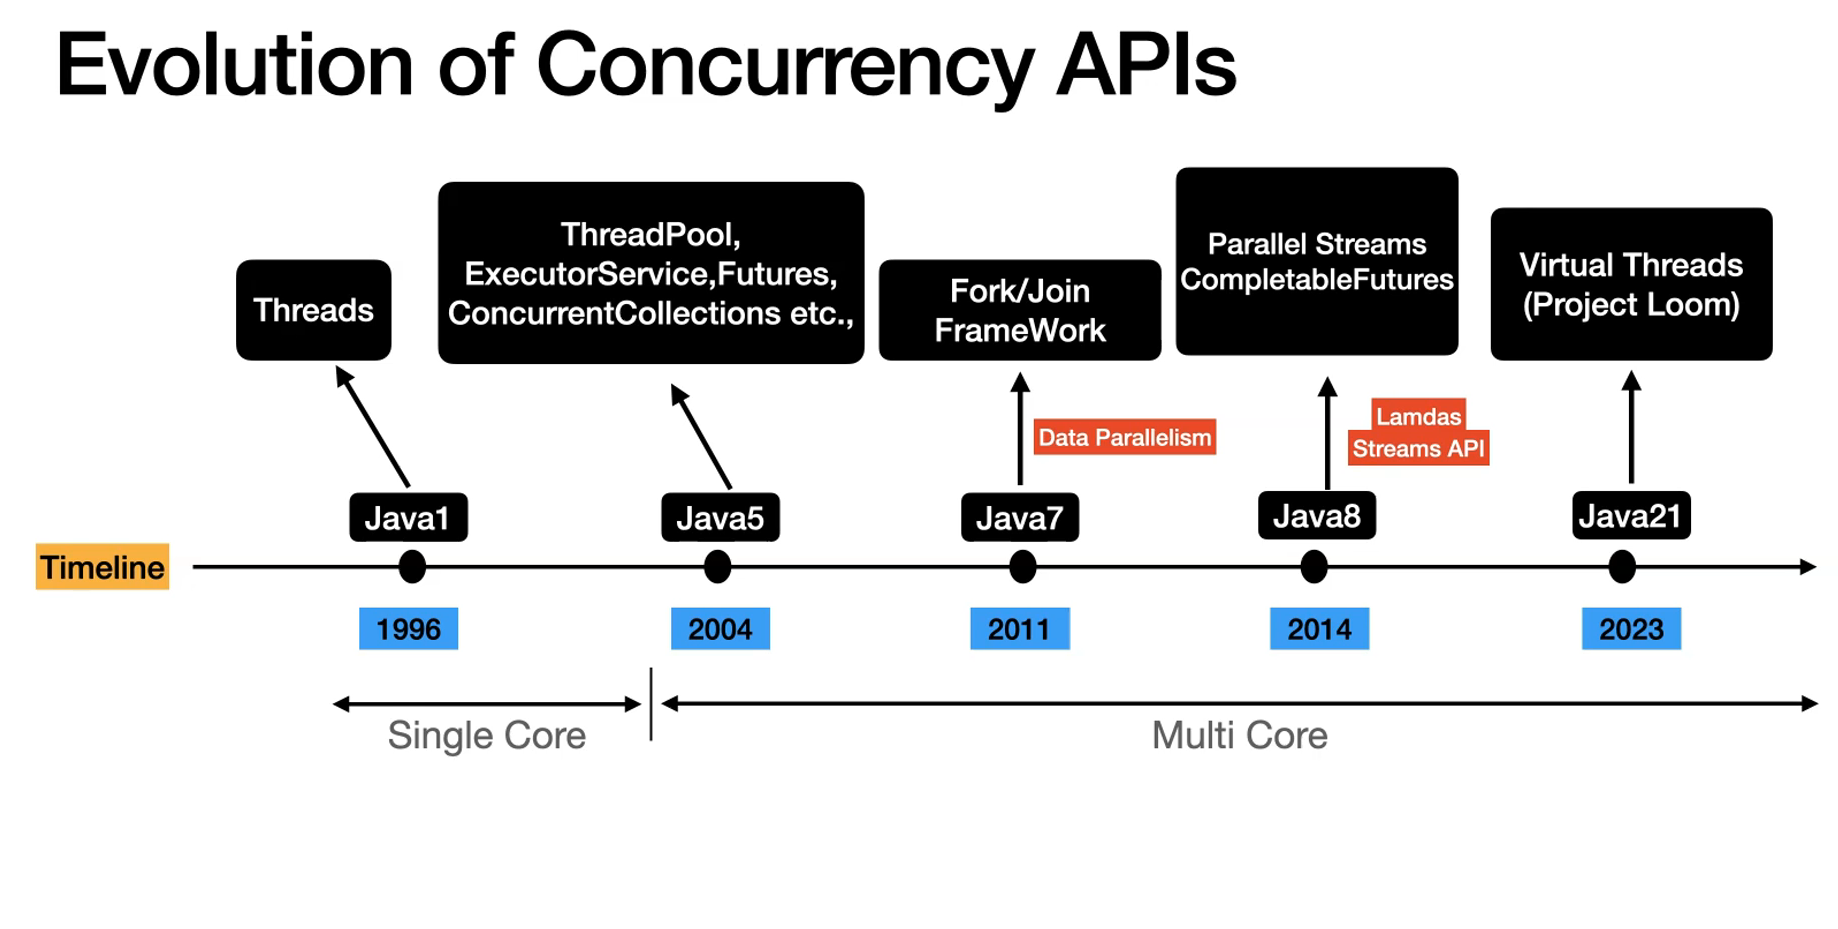 Evolution of Concurrency APIs
Threads
ThreadPool,
ExecutorService,Futures,
ConcurrentCollections etc.,
Fork/Join
FrameWork
Parallel Streams
CompletableFutures
Virtual Threads
(Project Loom)
Data Parallelism
Lamdas
Streams API
Java1
Java5
Java7
Java8
Java21
Timeline
1996
2004
2011
2014
2023
Single Core
Multi Core